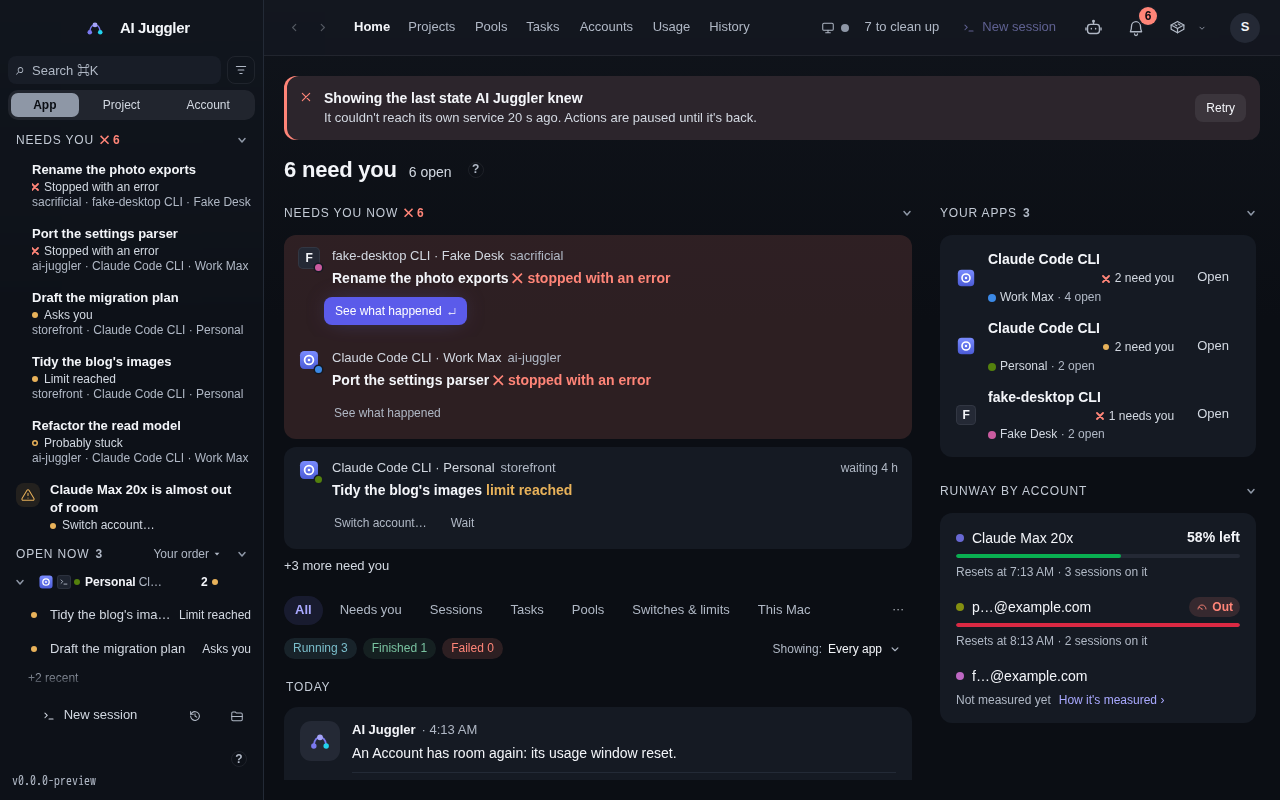 AI Juggler
Search ⌘K
App
Project
Account
NEEDS YOU 6
Rename the photo exports
Stopped with an error
sacrificial · fake-desktop CLI · Fake Desk
Port the settings parser
Stopped with an error
ai-juggler · Claude Code CLI · Work Max
Draft the migration plan
Asks you
storefront · Claude Code CLI · Personal
Tidy the blog's images
Limit reached
storefront · Claude Code CLI · Personal
Refactor the read model
Probably stuck
ai-juggler · Claude Code CLI · Work Max
Claude Max 20x is almost out
of room
Switch account…
OPEN NOW 3
Your order
Personal Cl… 2
Tidy the blog's ima… Limit reached
Draft the migration plan Asks you
+2 recent
New session
?
v0.0.0-preview
Home
Projects
Pools
Tasks
Accounts
Usage
History
7 to clean up
New session
6
S
Showing the last state AI Juggler knew
It couldn't reach its own service 20 s ago. Actions are paused until it's back.
Retry
6 need you 6 open ?
NEEDS YOU NOW 6
F
fake-desktop CLI · Fake Desk sacrificial
Rename the photo exports stopped with an error
See what happened
Claude Code CLI · Work Max ai-juggler
Port the settings parser stopped with an error
See what happened
Claude Code CLI · Personal storefront
waiting 4 h
Tidy the blog's images limit reached
Switch account… Wait
+3 more need you
All
Needs you
Sessions
Tasks
Pools
Switches & limits
This Mac
···
Running 3
Finished 1
Failed 0
Showing: Every app
TODAY
AI Juggler · 4:13 AM
An Account has room again: its usage window reset.
YOUR APPS 3
Claude Code CLI
2 need you
Open
Work Max · 4 open
Claude Code CLI
2 need you
Open
Personal · 2 open
fake-desktop CLI
F
1 needs you
Open
Fake Desk · 2 open
RUNWAY BY ACCOUNT
Claude Max 20x 58% left
Resets at 7:13 AM · 3 sessions on it
p…@example.com Out
Resets at 8:13 AM · 2 sessions on it
f…@example.com
Not measured yet How it's measured ›